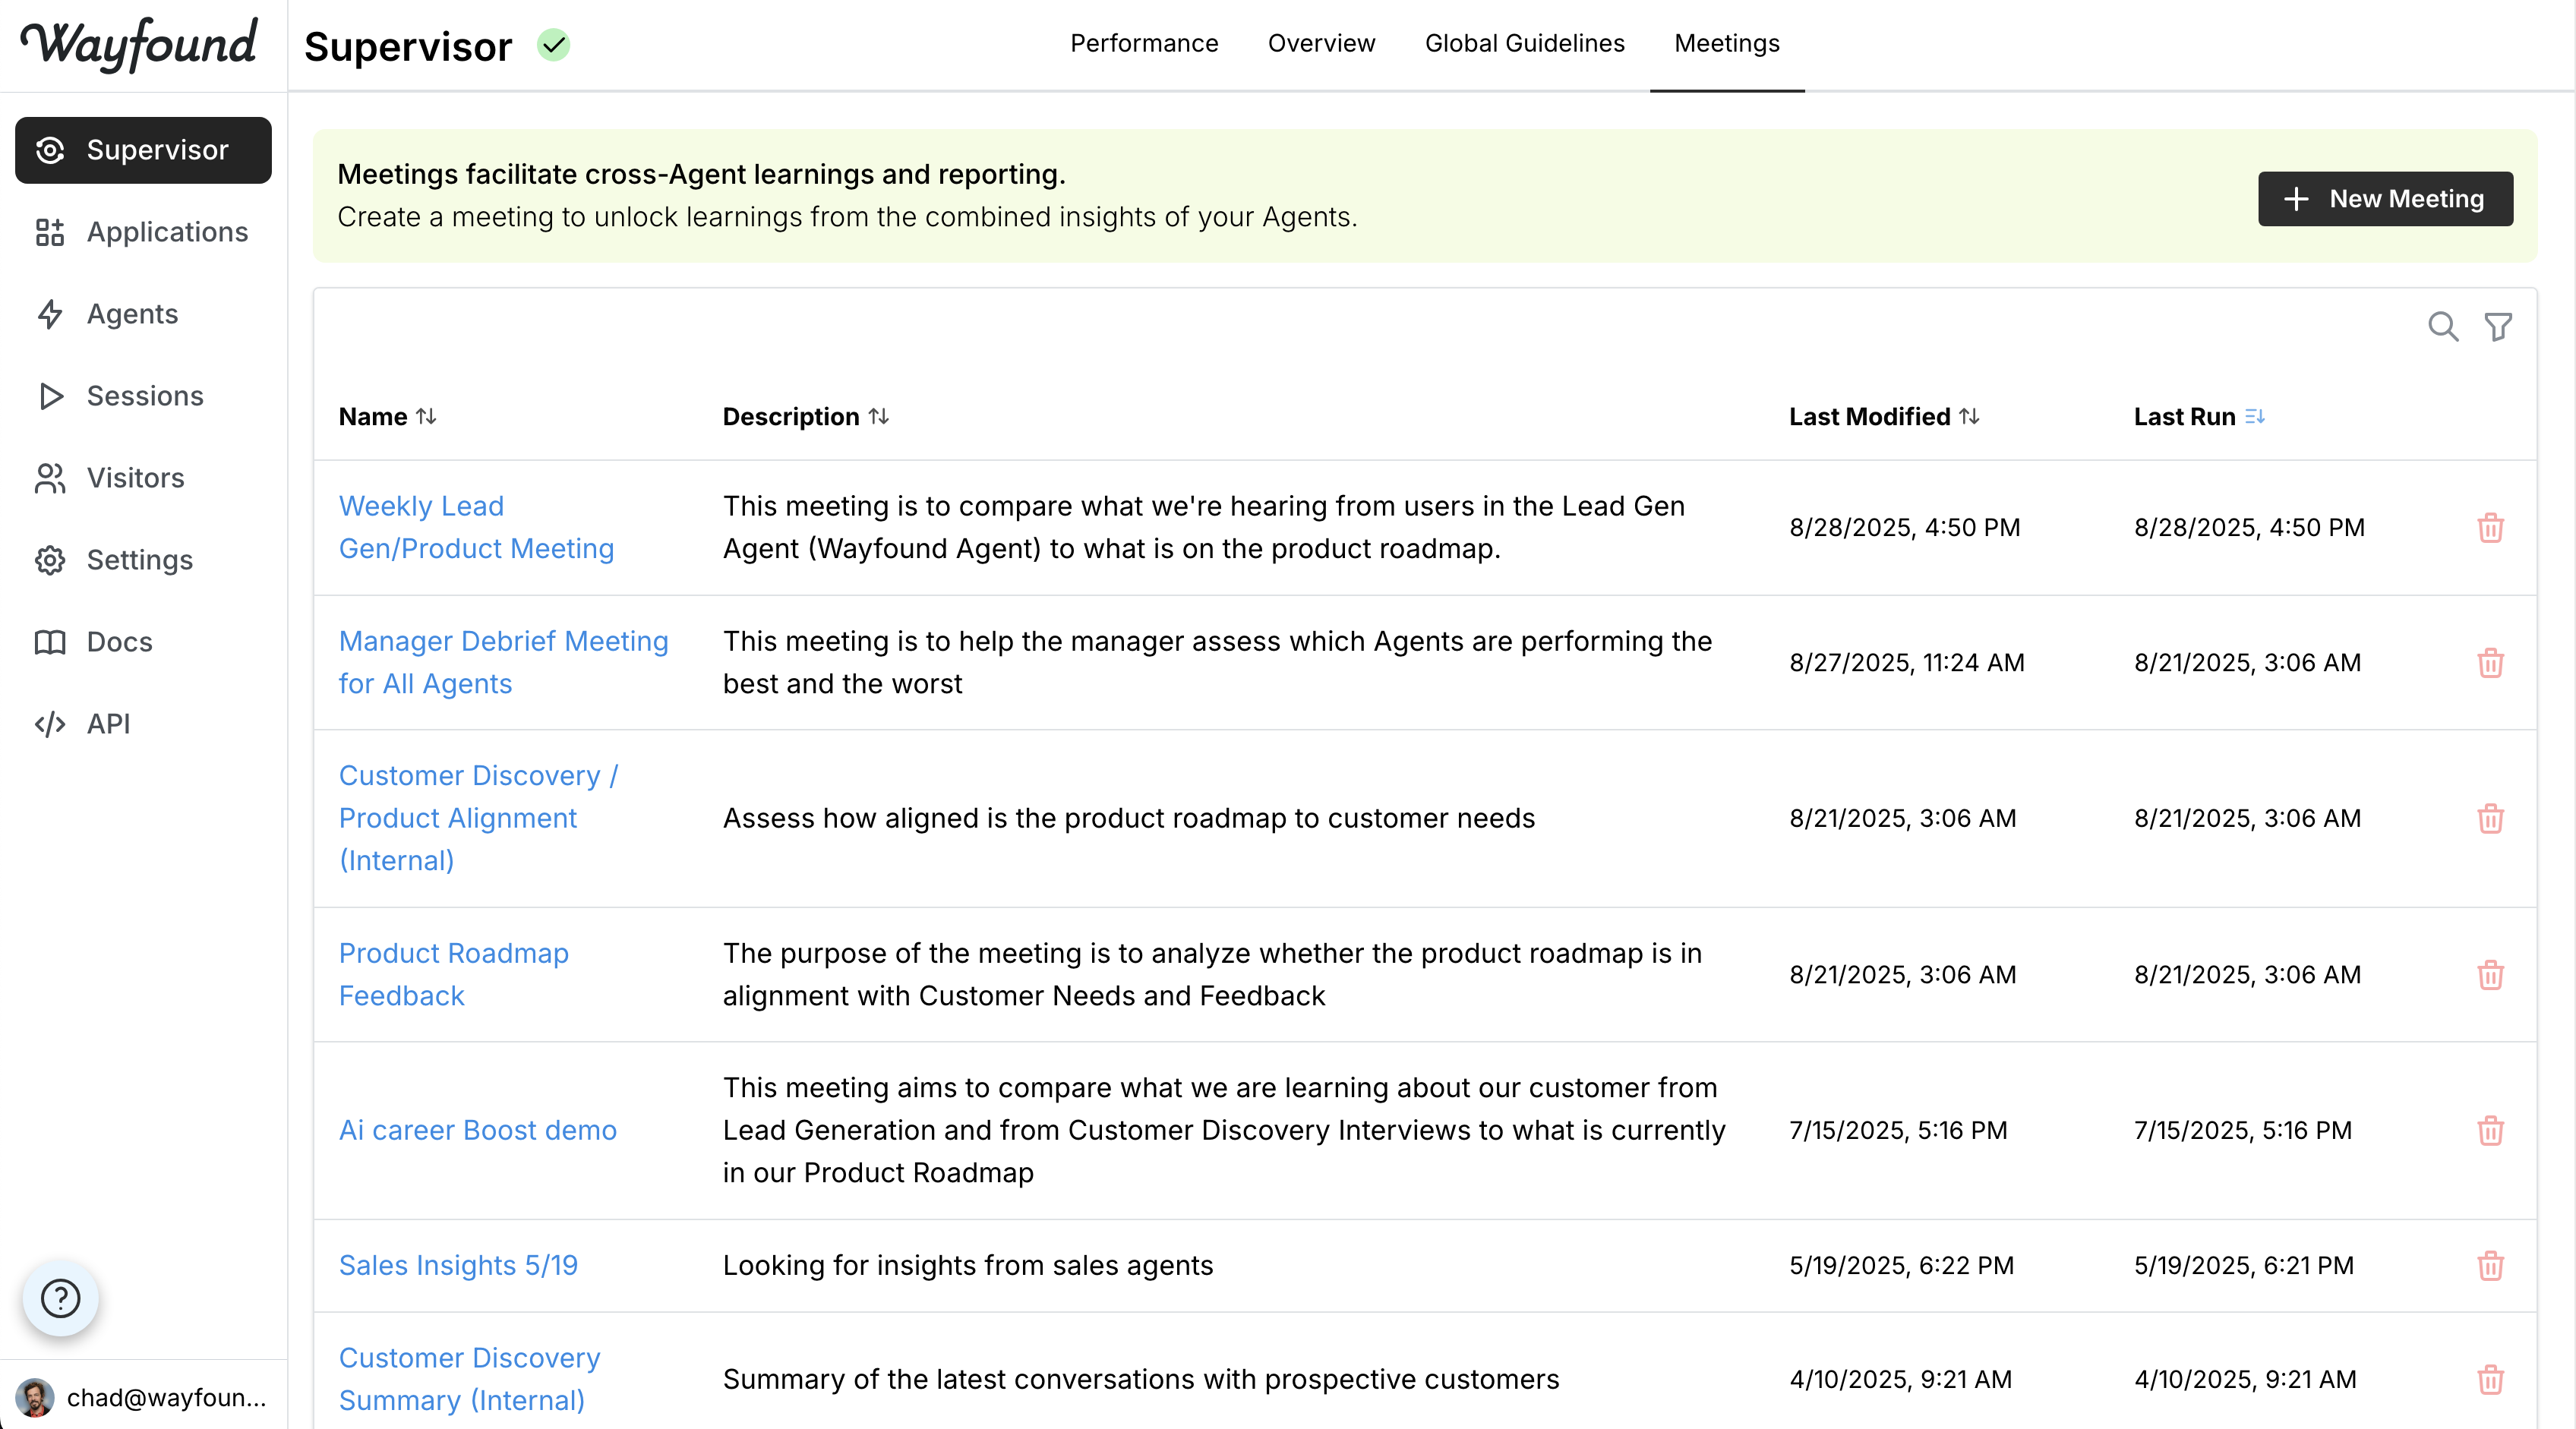 Wayfound
Supervisor
Performance
Overview
Global Guidelines
Meetings
Supervisor
Applications
Agents
Sessions
Visitors
Settings
Docs
API
chad@wayfoun...
Meetings facilitate cross-Agent learnings and reporting.
Create a meeting to unlock learnings from the combined insights of your Agents.
New Meeting
Name
Description
Last Modified
Last Run
Weekly Lead
Gen/Product Meeting
This meeting is to compare what we're hearing from users in the Lead Gen
Agent (Wayfound Agent) to what is on the product roadmap.
8/28/2025, 4:50 PM
8/28/2025, 4:50 PM
Manager Debrief Meeting
for All Agents
This meeting is to help the manager assess which Agents are performing the
best and the worst
8/27/2025, 11:24 AM
8/21/2025, 3:06 AM
Customer Discovery /
Product Alignment
(Internal)
Assess how aligned is the product roadmap to customer needs
8/21/2025, 3:06 AM
8/21/2025, 3:06 AM
Product Roadmap
Feedback
The purpose of the meeting is to analyze whether the product roadmap is in
alignment with Customer Needs and Feedback
8/21/2025, 3:06 AM
8/21/2025, 3:06 AM
Ai career Boost demo
This meeting aims to compare what we are learning about our customer from
Lead Generation and from Customer Discovery Interviews to what is currently
in our Product Roadmap
7/15/2025, 5:16 PM
7/15/2025, 5:16 PM
Sales Insights 5/19
Looking for insights from sales agents
5/19/2025, 6:22 PM
5/19/2025, 6:21 PM
Customer Discovery
Summary (Internal)
Summary of the latest conversations with prospective customers
4/10/2025, 9:21 AM
4/10/2025, 9:21 AM